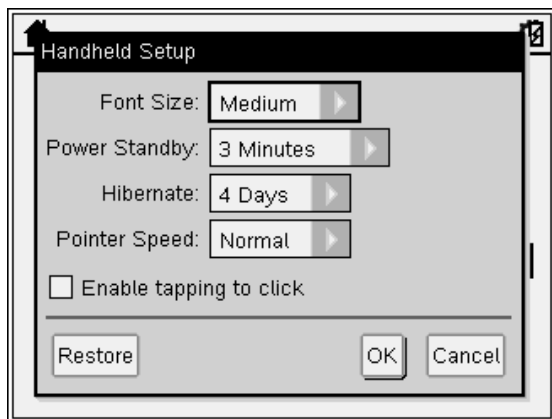 Handheld Setup
Font Size: Medium
Power Standby: 3 Minutes
Hibernate: 4 Days
Pointer Speed: Normal
Enable tapping to click
Restore OK Cancel